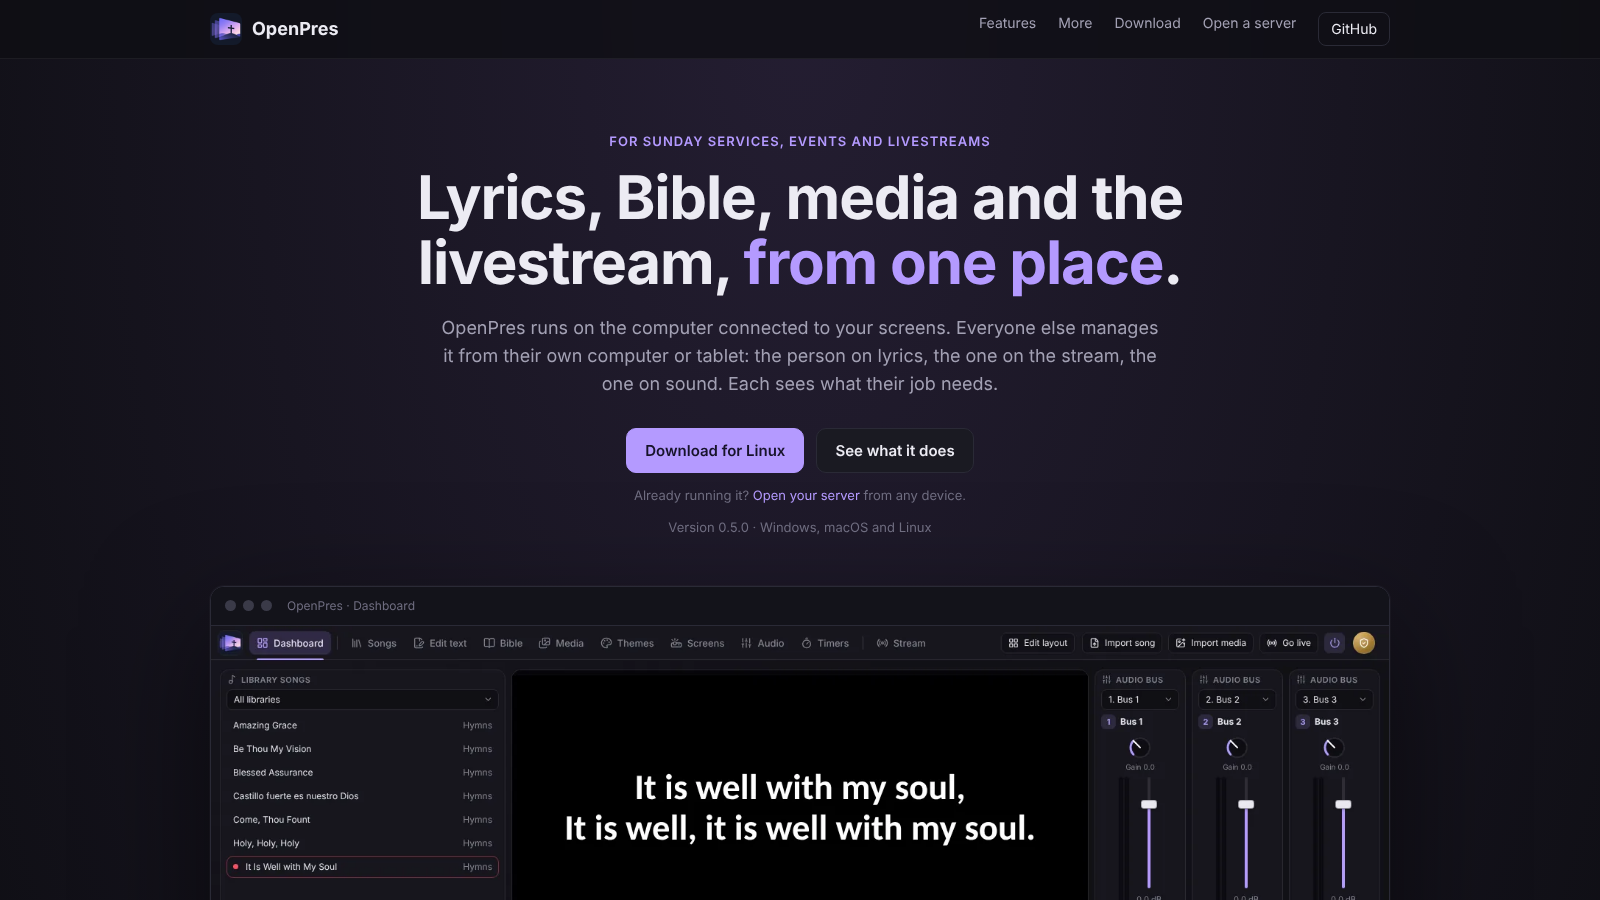 OpenPres
Features
More
Download
Open a server
GitHub
FOR SUNDAY SERVICES, EVENTS AND LIVESTREAMS
Lyrics, Bible, media and the
livestream, from one place.
OpenPres runs on the computer connected to your screens. Everyone else manages
it from their own computer or tablet: the person on lyrics, the one on the stream, the
one on sound. Each sees what their job needs.
Download for Linux
See what it does
Already running it? Open your server from any device.
Version 0.5.0 · Windows, macOS and Linux
OpenPres · Dashboard
Dashboard
Songs
Edit text
Bible
Media
Themes
Screens
Audio
Timers
Stream
Edit layout
Import song
Import media
Go live
LIBRARY SONGS
All libraries
Amazing Grace Hymns
Be Thou My Vision Hymns
Blessed Assurance Hymns
Castillo fuerte es nuestro Dios Hymns
Come, Thou Fount Hymns
Holy, Holy, Holy Hymns
It Is Well with My Soul Hymns
It is well with my soul,
It is well, it is well with my soul.
AUDIO BUS
1. Bus 1
1 Bus 1
Gain 0.0
0.0 dB
AUDIO BUS
2. Bus 2
2 Bus 2
Gain 0.0
0.0 dB
AUDIO BUS
3. Bus 3
3 Bus 3
Gain 0.0
0.0 dB